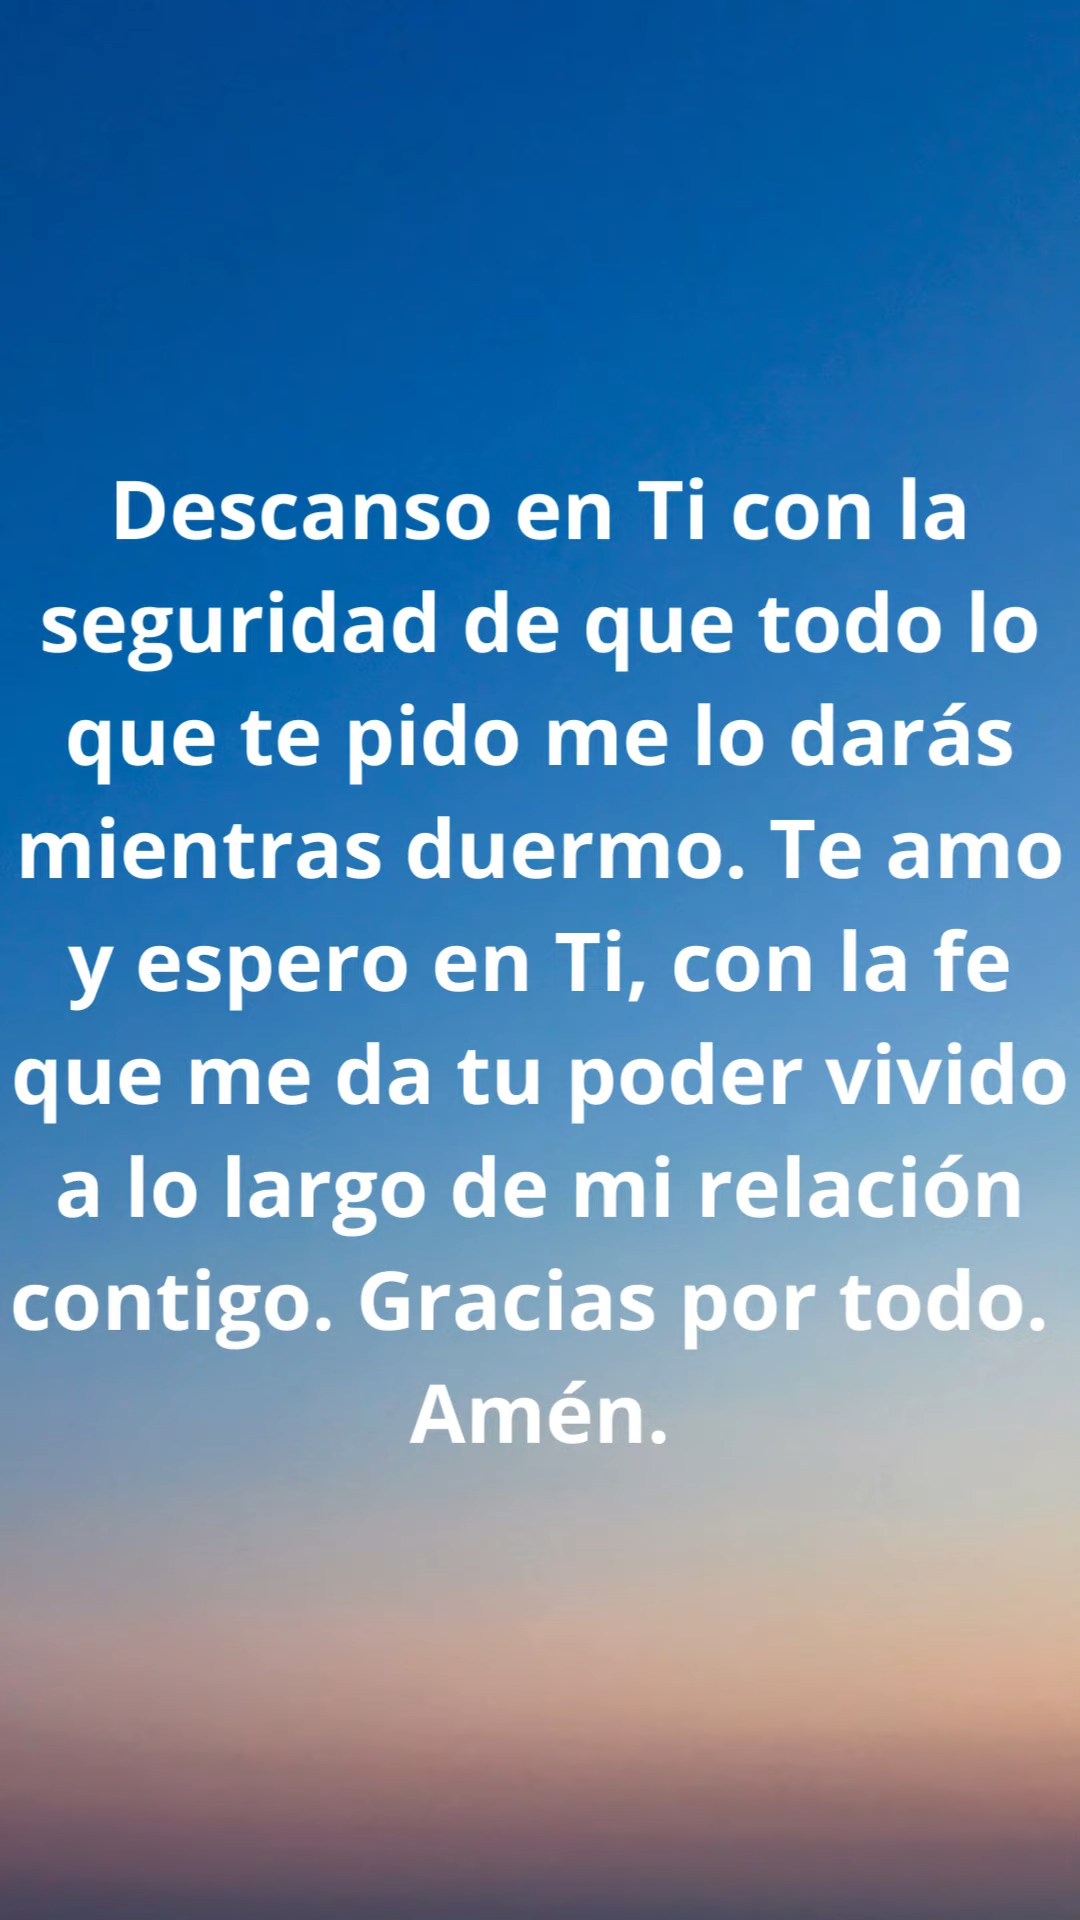 Descanso en Ti con la
seguridad de que todo lo
que te pido me lo darás
mientras duermo. Te amo
y espero en Ti, con la fe
que me da tu poder vivido
a lo largo de mi relación
contigo. Gracias por todo.
Amén.